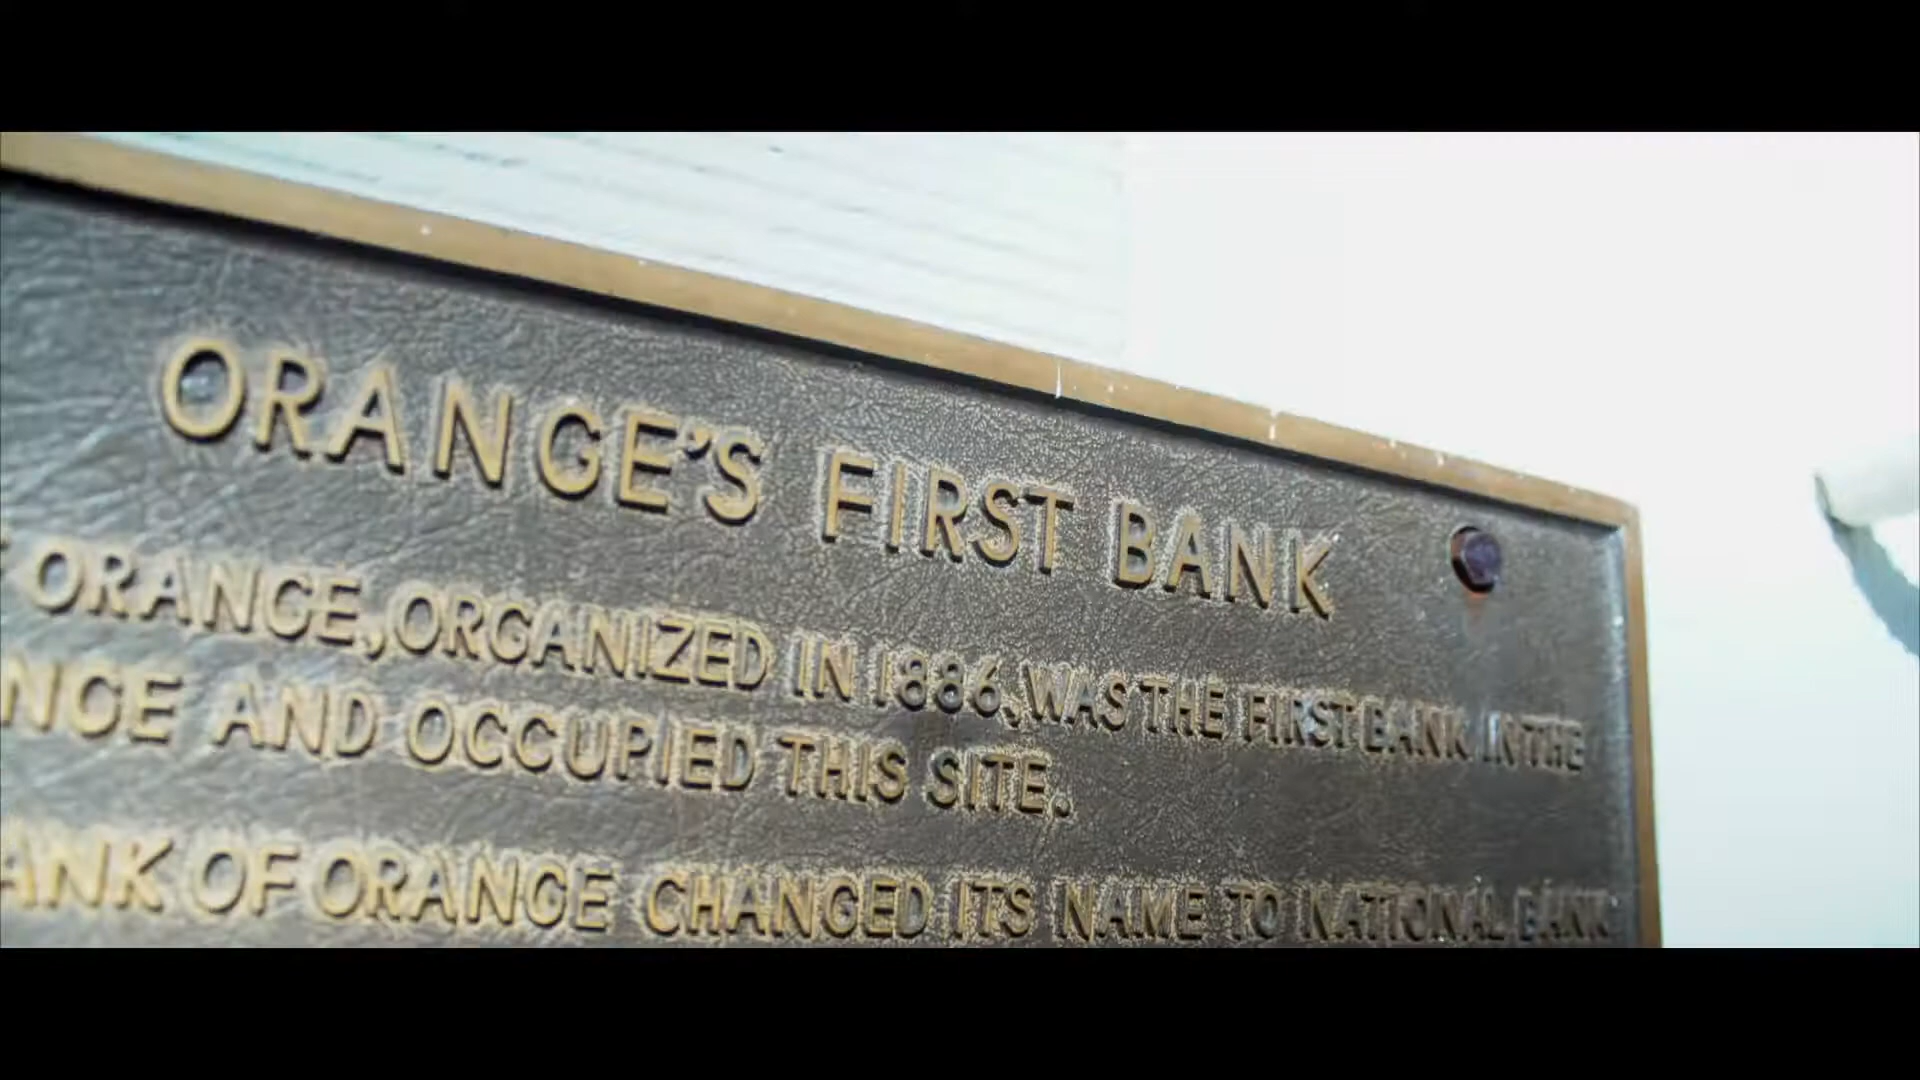 ORANGE'S FIRST BANK
ORANGE, ORGANIZED IN 1886, WAS THE FIRST BANK IN THE
NGE AND OCCUPIED THIS SITE.
ANK OF ORANGE CHANGED ITS NAME TO NATIONAL BANK